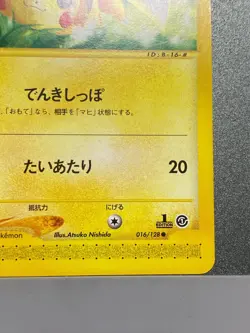 ID:B-16-#
でんきしっぽ
、「おもて」なら、相手を「マヒ」状態にする。
たいあたり 20
抵抗力 にげる
1 EDITION
Pokémon Illus.Atsuko Nishida 016/128 ●